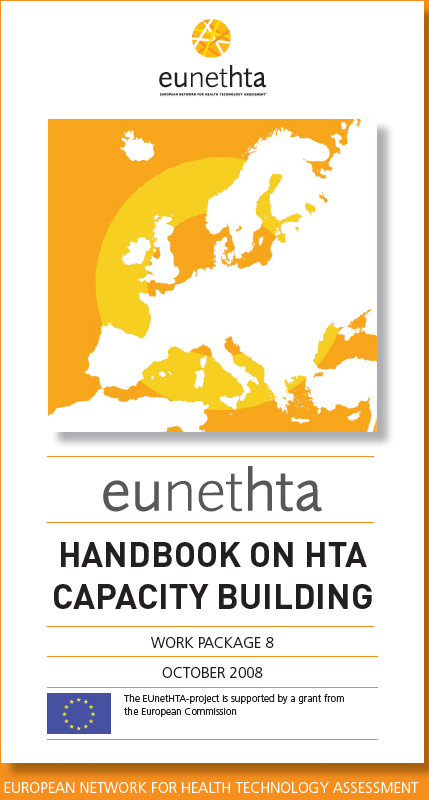 eunethta
EUROPEAN NETWORK FOR HEALTH TECHNOLOGY ASSESSMENT
eunethta
HANDBOOK ON HTA
CAPACITY BUILDING
WORK PACKAGE 8
OCTOBER 2008
The EUnetHTA-project is supported by a grant from
the European Commission
EUROPEAN NETWORK FOR HEALTH TECHNOLOGY ASSESSMENT